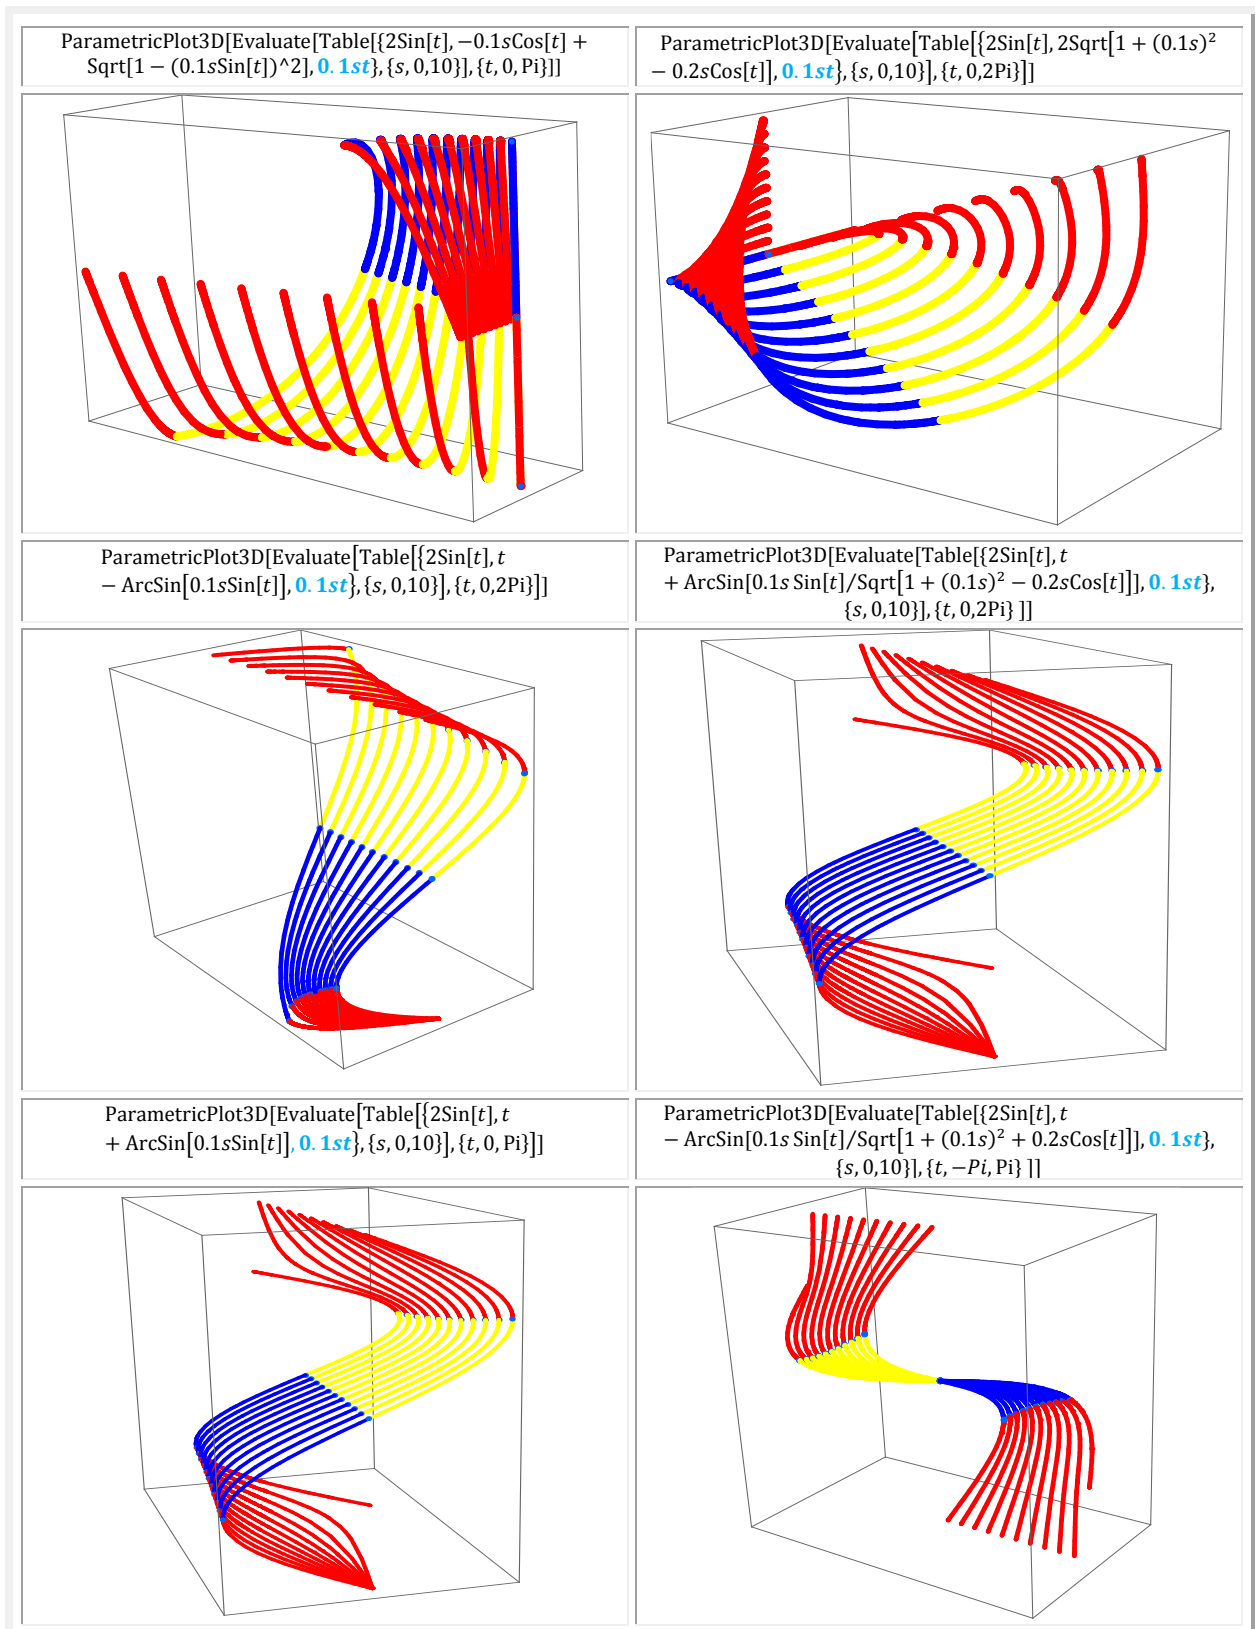 ParametricPlot3D[Evaluate[Table[{2Sin[t], −0.1sCos[t] +
Sqrt[1 − (0.1sSin[t])^2], 0.1st}, {s, 0,10}], {t, 0, Pi}]]
ParametricPlot3D[Evaluate[Table[{2Sin[t], 2Sqrt[1 + (0.1s)²
− 0.2sCos[t]], 0.1st}, {s, 0,10}], {t, 0,2Pi}]]
ParametricPlot3D[Evaluate[Table[{2Sin[t], t
− ArcSin[0.1sSin[t]], 0.1st}, {s, 0,10}], {t, 0,2Pi}]]
ParametricPlot3D[Evaluate[Table[{2Sin[t], t
+ ArcSin[0.1s Sin[t]/Sqrt[1 + (0.1s)² − 0.2sCos[t]]], 0.1st},
{s, 0,10}], {t, 0,2Pi} ]]
ParametricPlot3D[Evaluate[Table[{2Sin[t], t
+ ArcSin[0.1sSin[t]], 0.1st}, {s, 0,10}], {t, 0, Pi}]]
ParametricPlot3D[Evaluate[Table[{2Sin[t], t
− ArcSin[0.1s Sin[t]/Sqrt[1 + (0.1s)² + 0.2sCos[t]]], 0.1st},
{s, 0,10}], {t, −Pi, Pi} ]]